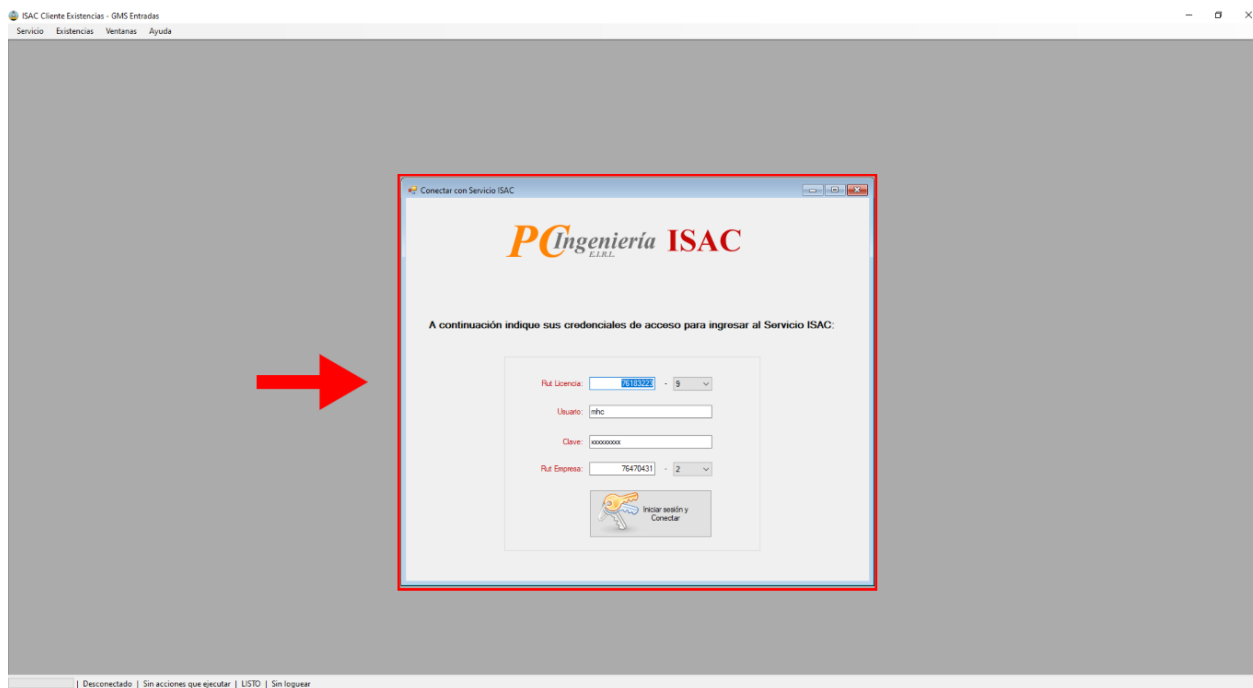 ISAC Cliente Existencias - GMS Entradas
Servicio Existencias Ventanas Ayuda
Conectar con Servicio ISAC
PCIngeniería ISAC
E.I.R.L.
A continuación indique sus credenciales de acceso para ingresar al Servicio ISAC:
Rut Licencia: 76183223 - 9
Usuario: mhc
Clave: xxxxxxxxx
Rut Empresa: 76470431 - 2
Iniciar sesión y
Conectar
| Desconectado | Sin acciones que ejecutar | LISTO | Sin loguear